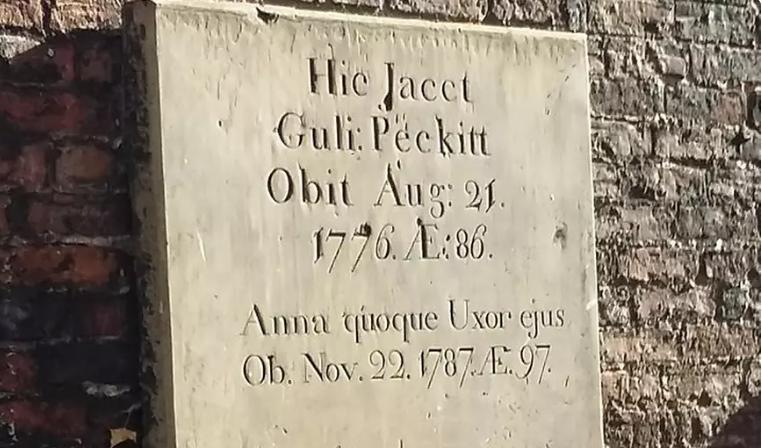 Hic Jacet
Guli: Peckitt
Obit Aug: 21.
1776. Æ: 86.
Anna quoque Uxor ejus
Ob. Nov. 22. 1787. Æ. 97.